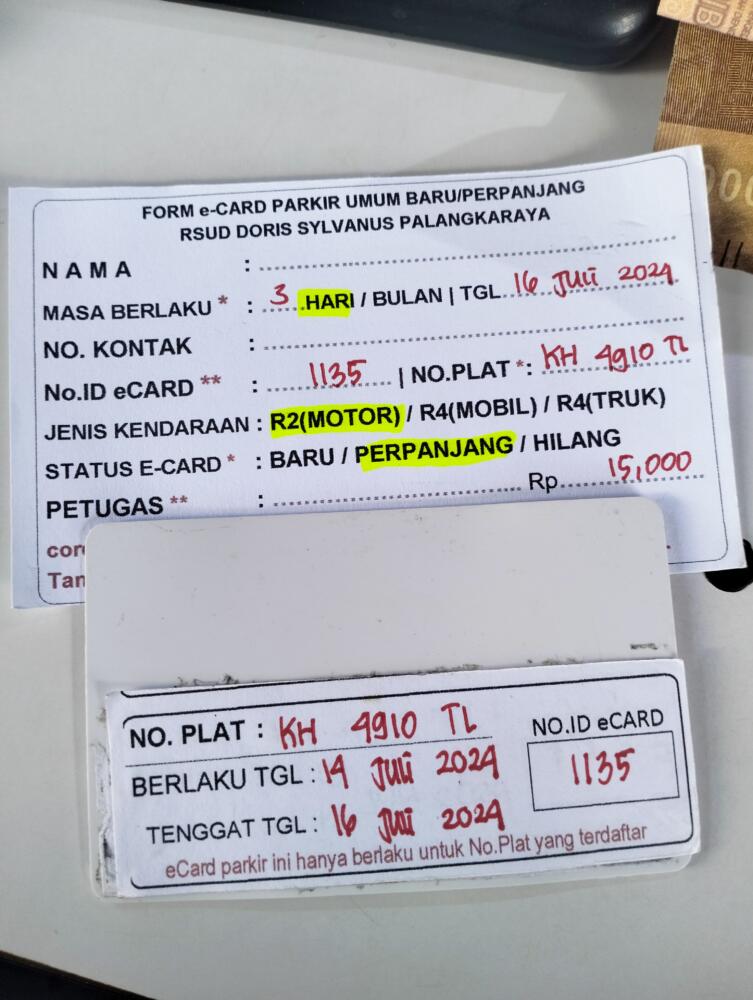 FORM e-CARD PARKIR UMUM BARU/PERPANJANG
RSUD DORIS SYLVANUS PALANGKARAYA
NAMA :
MASA BERLAKU * : 3 HARI / BULAN | TGL 16 Juli 2024
NO. KONTAK :
No.ID eCARD ** : 1135 | NO.PLAT *: KH 4910 TL
JENIS KENDARAAN : R2(MOTOR) / R4(MOBIL) / R4(TRUK)
STATUS E-CARD * : BARU / PERPANJANG / HILANG
PETUGAS ** : Rp 15,000
NO. PLAT : KH 4910 TL
NO.ID eCARD
1135
BERLAKU TGL : 14 Juli 2024
TENGGAT TGL : 16 Juli 2024
eCard parkir ini hanya berlaku untuk No.Plat yang terdaftar